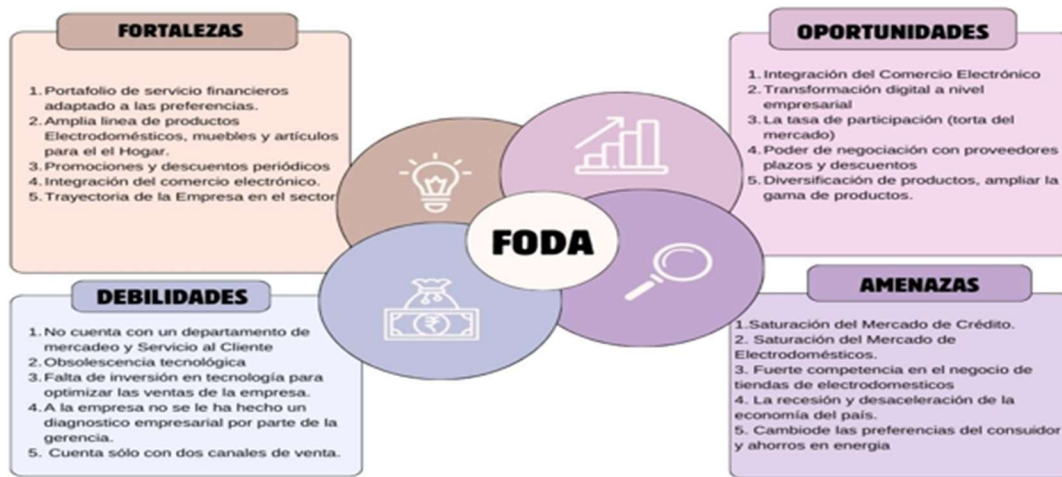 FORTALEZAS
1. Portafolio de servicio financieros
adaptado a las preferencias.
2. Amplia linea de productos
Electrodomésticos, muebles y artículos
para el el Hogar.
3. Promociones y descuentos periódicos
4. Integración del comercio electrónico.
5. Trayectoria de la Empresa en el sector
OPORTUNIDADES
1. Integración del Comercio Electrónico
2. Transformación digital a nivel
empresarial
3. La tasa de participación (torta del
mercado)
4. Poder de negociación con proveedores
plazos y descuentos
5. Diversificación de productos, ampliar la
gama de productos.
FODA
DEBILIDADES
1. No cuenta con un departamento de
mercadeo y Servicio al Cliente
2. Obsolescencia tecnológica
3. Falta de inversión en tecnología para
optimizar las ventas de la empresa.
4. A la empresa no se le ha hecho un
diagnostico empresarial por parte de la
gerencia.
5. Cuenta sólo con dos canales de venta.
₹
AMENAZAS
1.Saturación del Mercado de Crédito.
2. Saturación del Mercado de
Electrodomésticos.
3. Fuerte competencia en el negocio de
tiendas de electrodomesticos
4. La recesión y desaceleración de la
economía del país.
5. Cambiode las preferencias del consuidor
y ahorros en energia